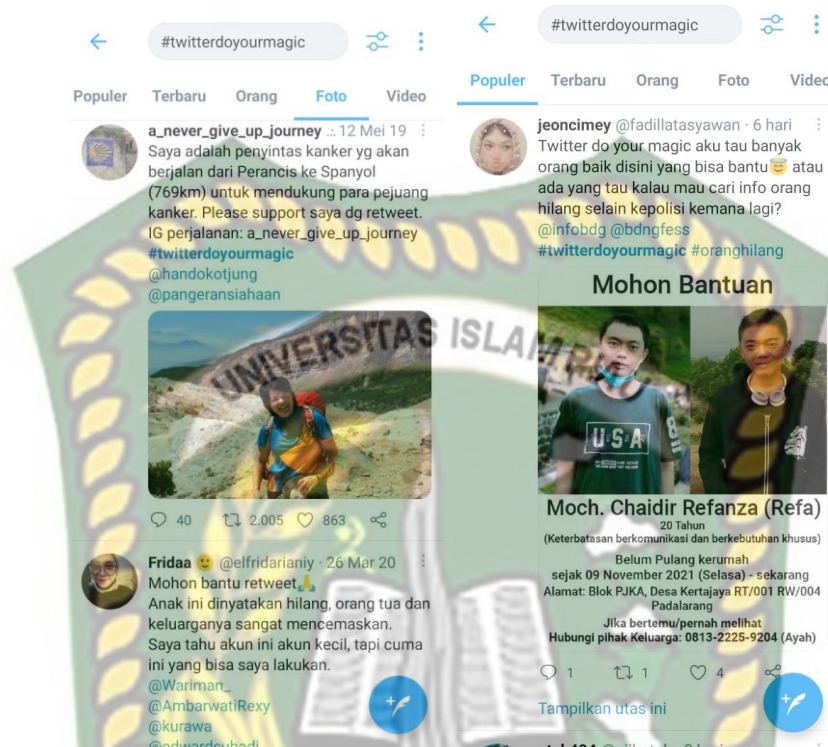 #twitterdoyourmagic
Populer Terbaru Orang Foto Video
a_never_give_up_journey ... 12 Mei 19
Saya adalah penyintas kanker yg akan
berjalan dari Perancis ke Spanyol
(769km) untuk mendukung para pejuang
kanker. Please support saya dg retweet.
IG perjalanan: a_never_give_up_journey
#twitterdoyourmagic
@handokotjung
@pangeransiahaan
40 2.005 863
Fridaa @elfridarianiy · 26 Mar 20
Mohon bantu retweet🙏
Anak ini dinyatakan hilang, orang tua dan
keluarganya sangat mencemaskan.
Saya tahu akun ini akun kecil, tapi cuma
ini yang bisa saya lakukan.
@Wariman_
@AmbarwatiRexy
@kurawa
@edwardsuhadi
#twitterdoyourmagic
Populer Terbaru Orang Foto Video
jeoncimey @fadillatasyawan · 6 hari
Twitter do your magic aku tau banyak
orang baik disini yang bisa bantu😇 atau
ada yang tau kalau mau cari info orang
hilang selain kepolisi kemana lagi?
@infobdg @bdngfess
#twitterdoyourmagic #oranghilang
Mohon Bantuan
USA
Moch. Chaidir Refanza (Refa)
20 Tahun
(Keterbatasan berkomunikasi dan berkebutuhan khusus)
Belum Pulang kerumah
sejak 09 November 2021 (Selasa) - sekarang
Alamat: Blok PJKA, Desa Kertajaya RT/001 RW/004
Padalarang
Jika bertemu/pernah melihat
Hubungi pihak Keluarga: 0813-2225-9204 (Ayah)
1 1 4
Tampilkan utas ini
UNIVERSITAS ISLAM